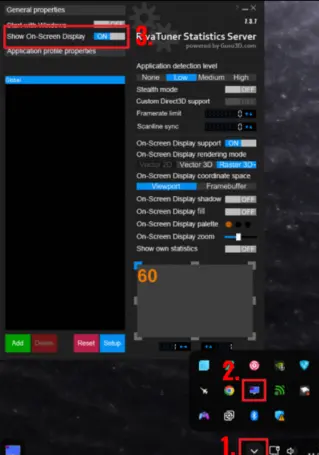 General properties
Start with Windows OFF
Show On-Screen Display ON
3.
Application profile properties
Global
Add
Delete
Reset
Setup
RivaTuner Statistics Server
powered by Guru3D.com
Application detection level
None Low Medium High
Stealth mode OFF
Custom Direct3D support OFF
Framerate limit 0
Scanline sync 0
On-Screen Display support ON
On-Screen Display rendering mode
Vector 2D Vector 3D Raster 3D
On-Screen Display coordinate space
Viewport Framebuffer
On-Screen Display shadow OFF
On-Screen Display fill OFF
On-Screen Display palette
On-Screen Display zoom
Show own statistics OFF
60
2.
1.